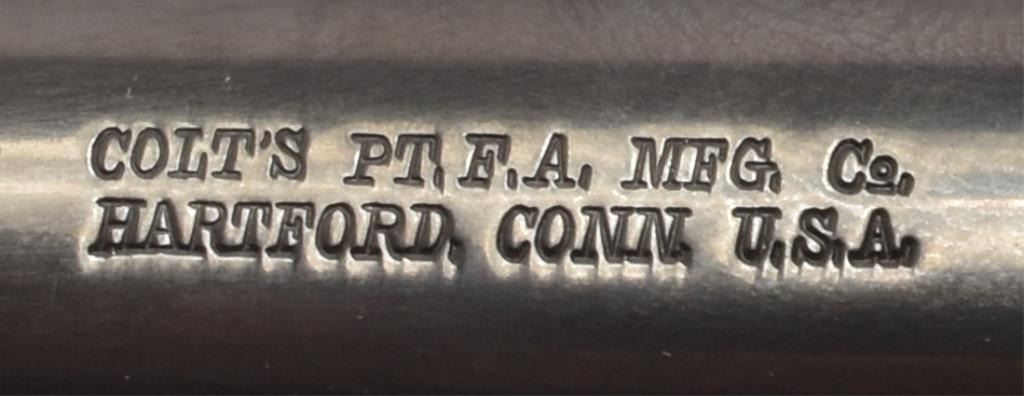 COLT'S PT. F.A. MFG. Co.
HARTFORD, CONN. U.S.A.